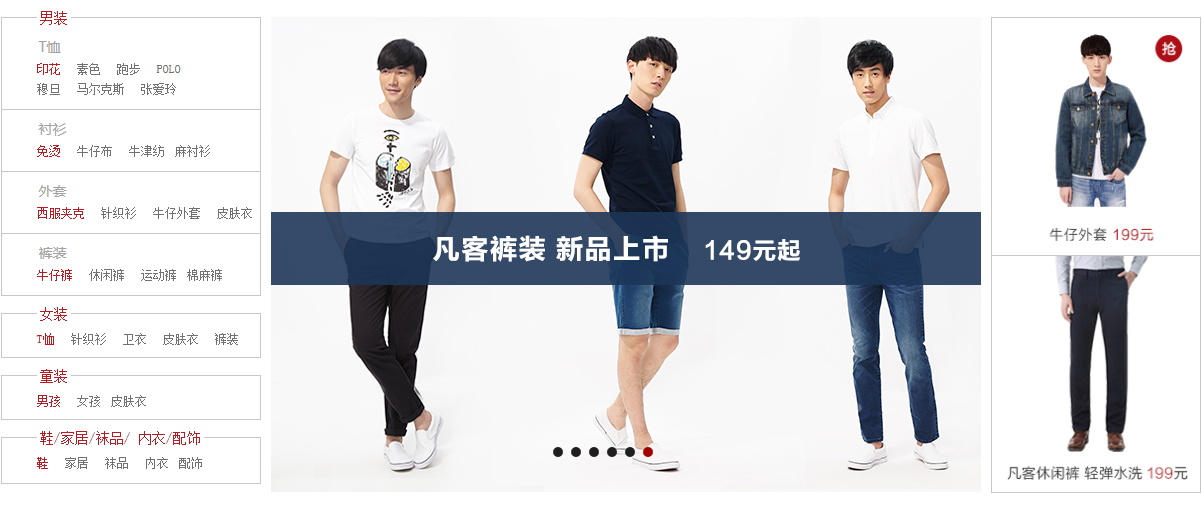 男装
T恤
印花 素色 跑步 POLO
穆旦 马尔克斯 张爱玲
衬衫
免烫 牛仔布 牛津纺 麻衬衫
外套
西服夹克 针织衫 牛仔外套 皮肤衣
裤装
牛仔裤 休闲裤 运动裤 棉麻裤
女装
T恤 针织衫 卫衣 皮肤衣 裤装
童装
男孩 女孩 皮肤衣
鞋/家居/袜品/ 内衣/配饰
鞋 家居 袜品 内衣 配饰
凡客裤装 新品上市 149元起
抢
牛仔外套 199元
凡客休闲裤 轻弹水洗 199元